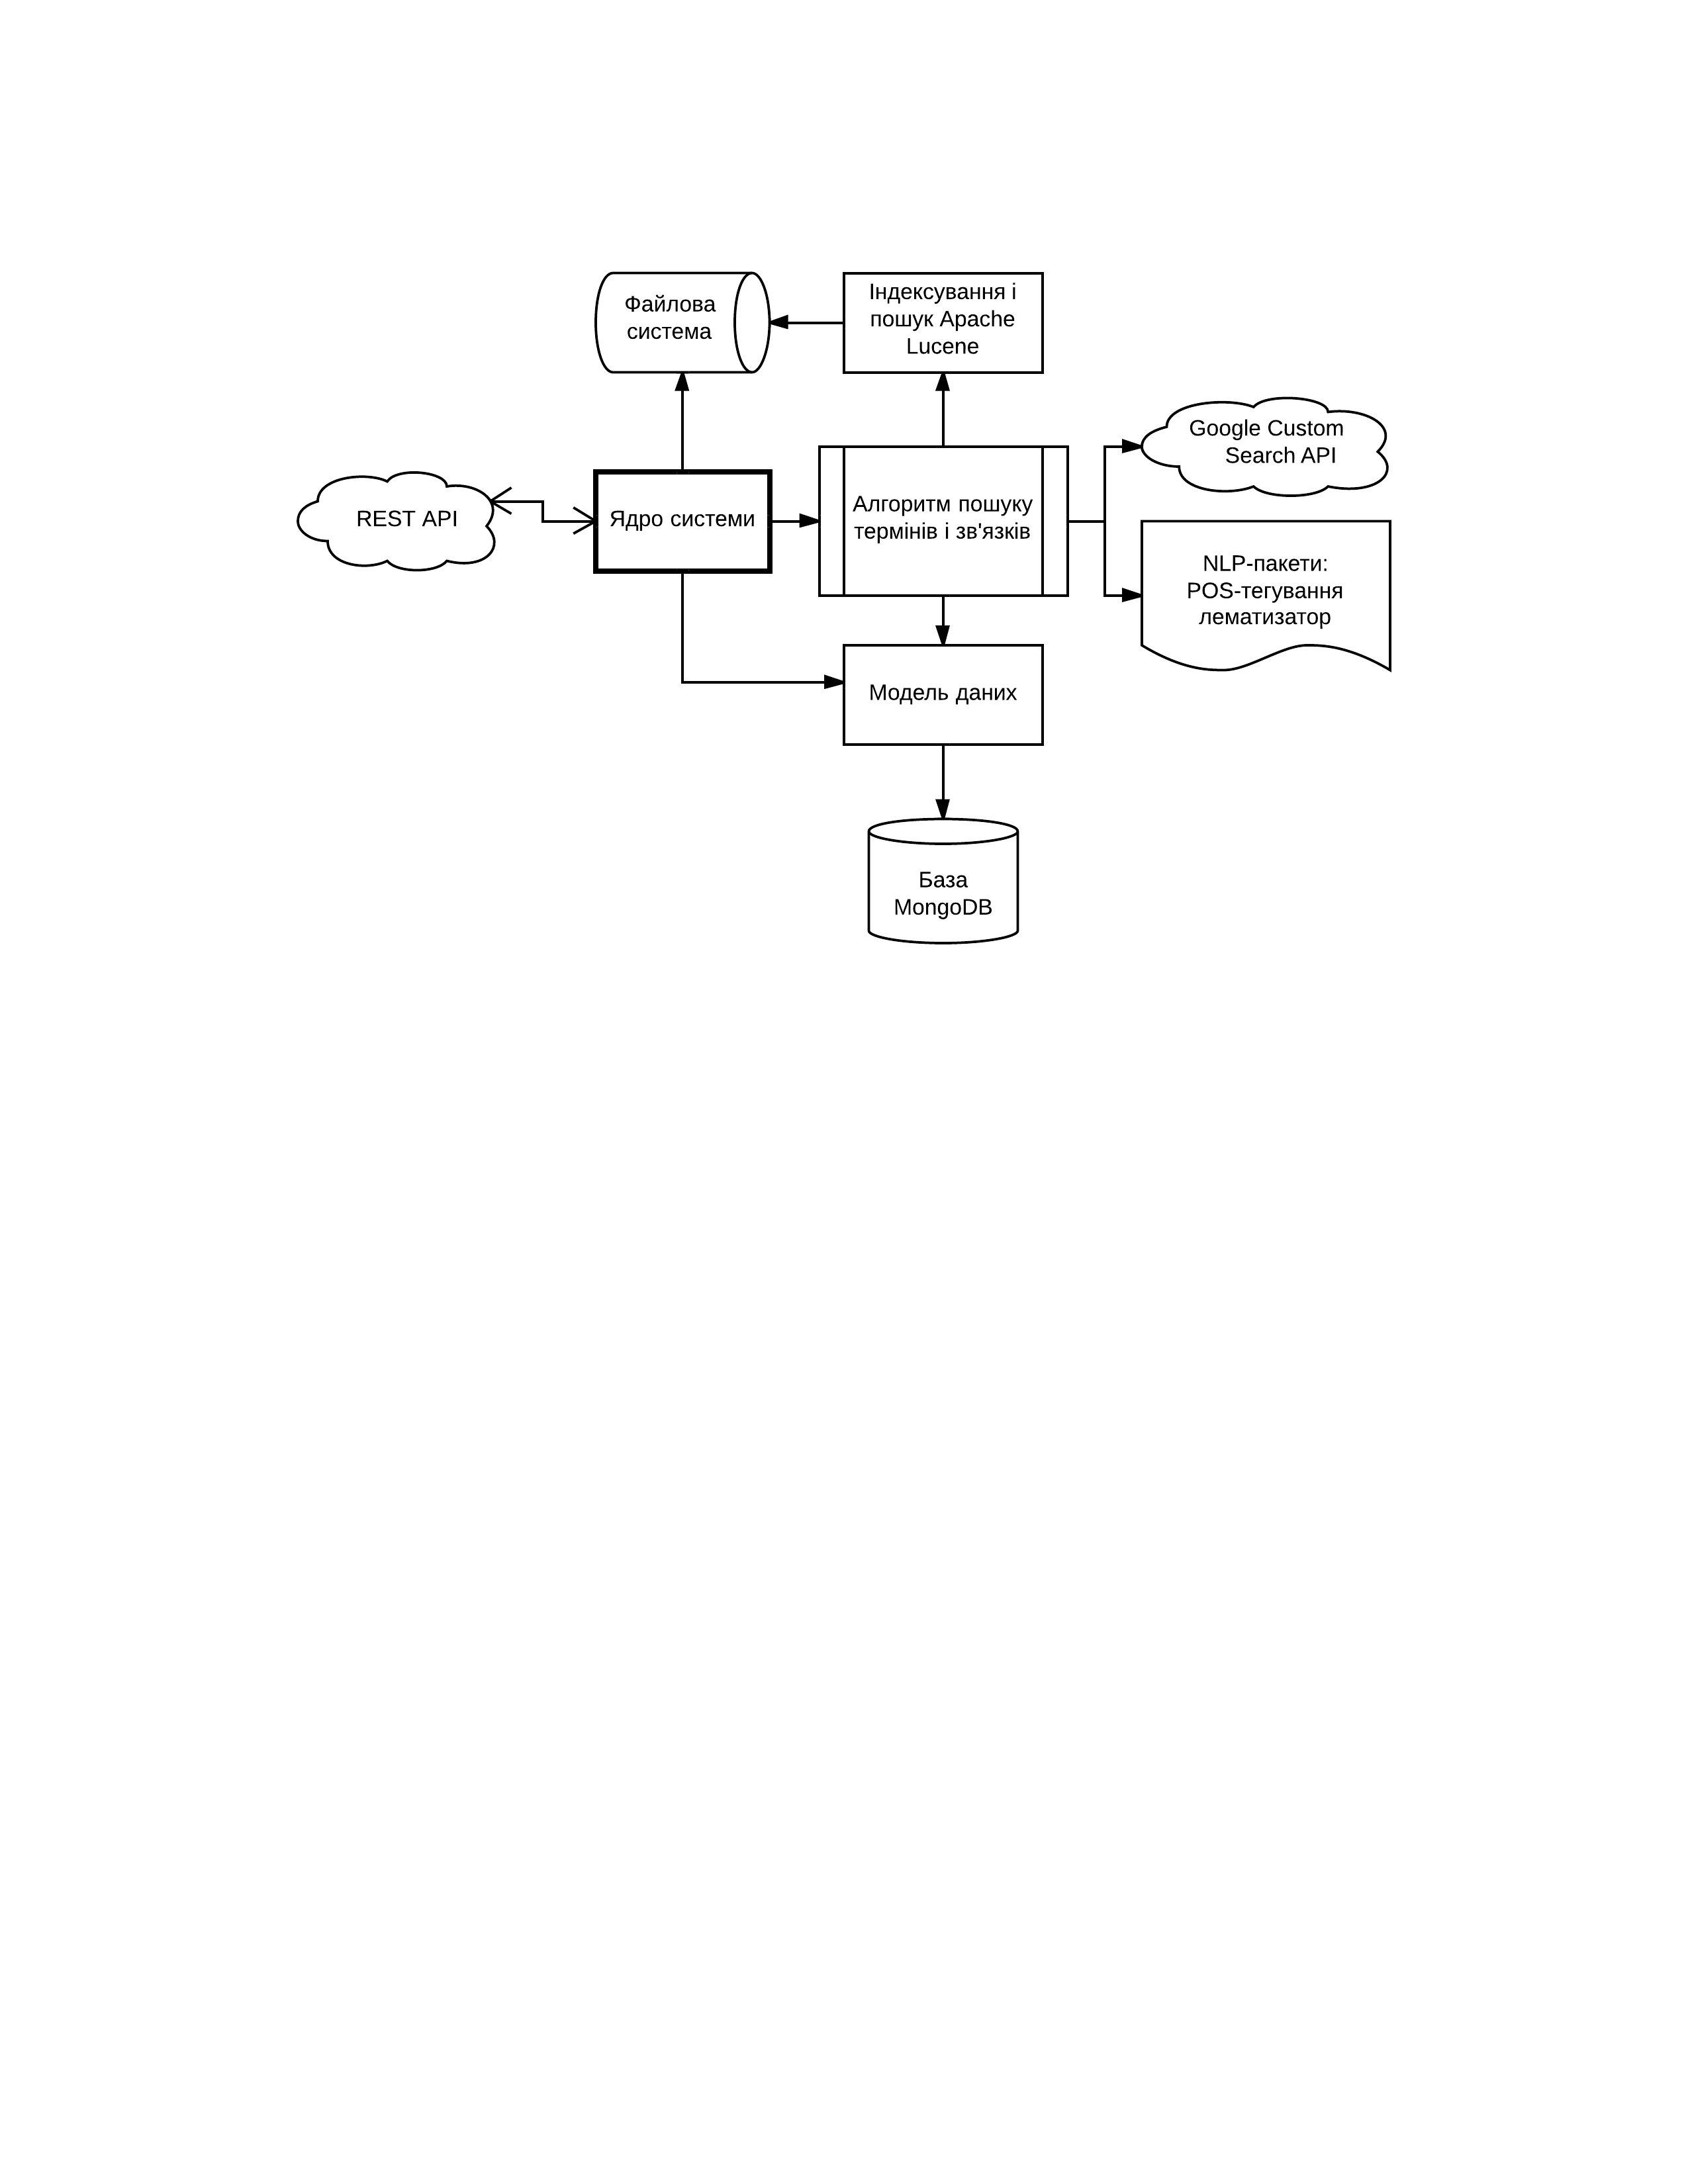 Файлова
система
Індексування і
пошук Apache
Lucene
Google Custom
Search API
REST API
Ядро системи
Алгоритм пошуку
термінів і зв'язків
NLP-пакети:
POS-тегування
лематизатор
Модель даних
База
MongoDB